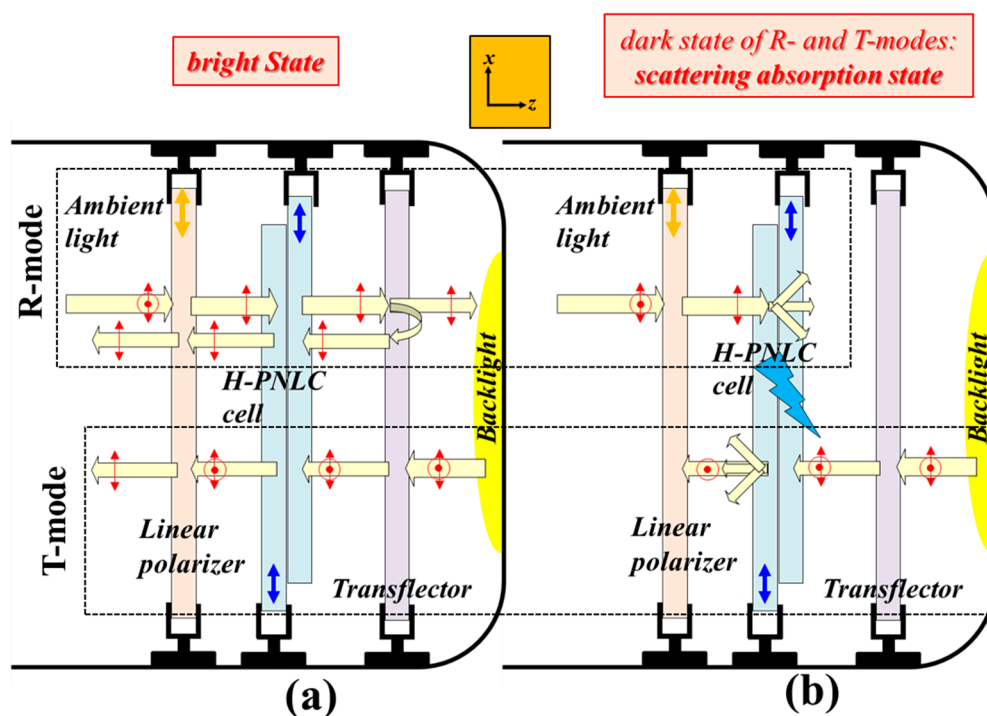 bright State
x
z
dark state of R- and T-modes:
scattering absorption state
R-mode
Ambient
light
H-PNLC
cell
Backlight
T-mode
Linear
polarizer
Transflector
(a)
Ambient
light
H-PNLC
cell
Backlight
Linear
polarizer
Transflector
(b)